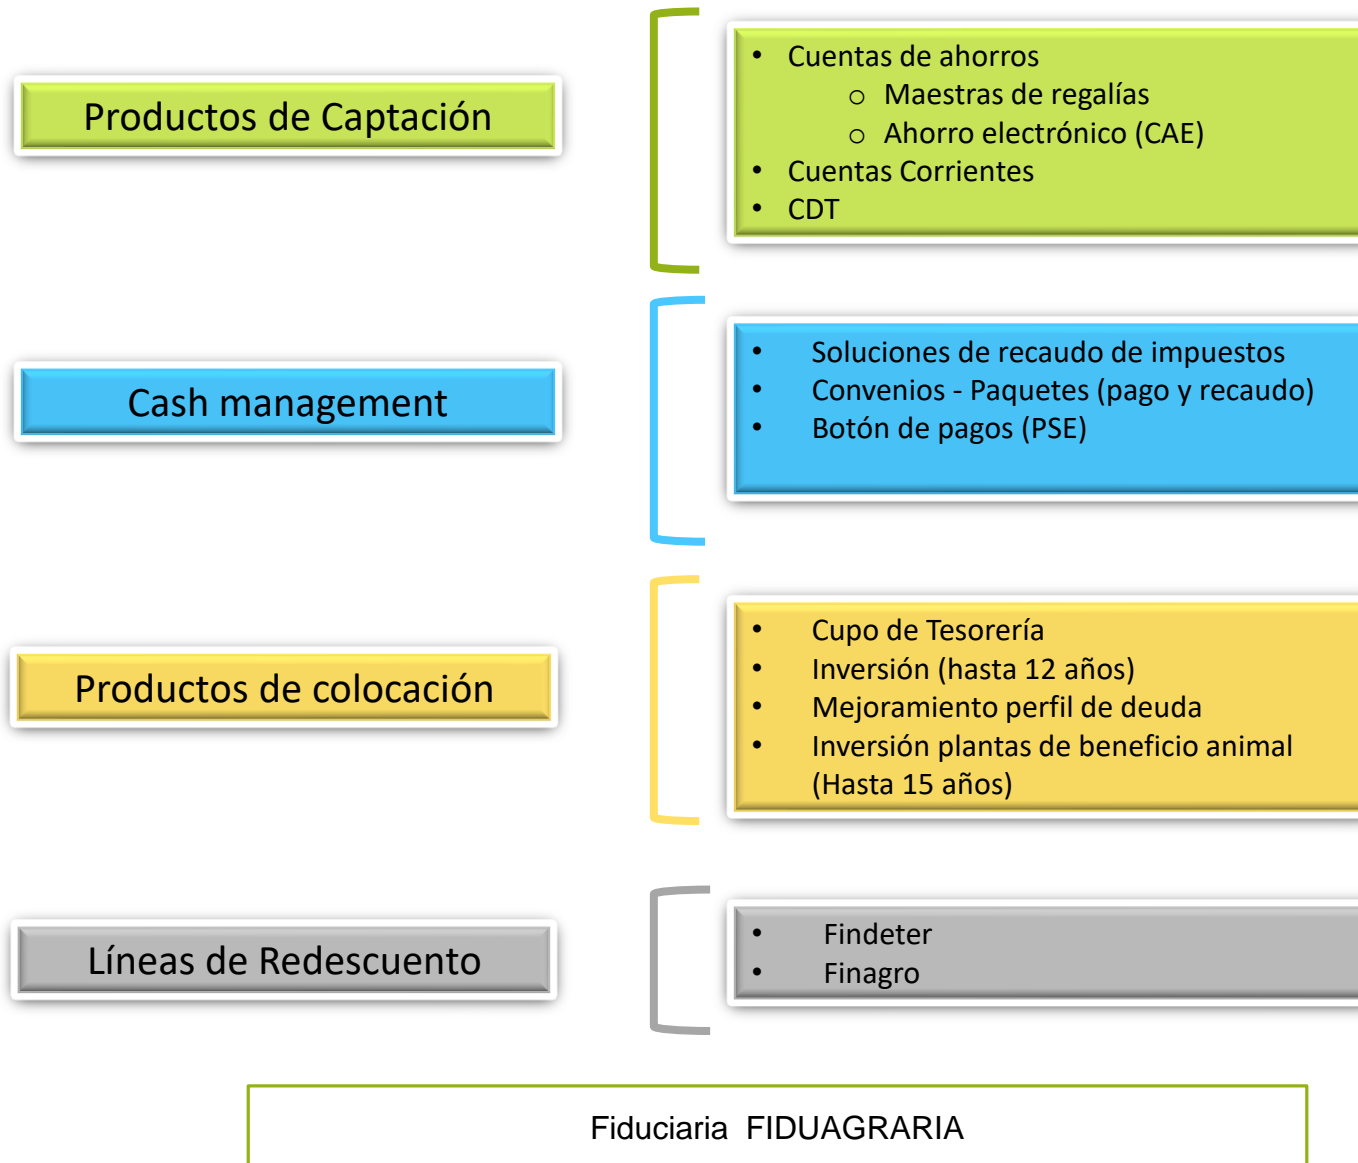 Productos de Captación
• Cuentas de ahorros
o Maestras de regalías
o Ahorro electrónico (CAE)
• Cuentas Corrientes
• CDT
Cash management
• Soluciones de recaudo de impuestos
• Convenios - Paquetes (pago y recaudo)
• Botón de pagos (PSE)
Productos de colocación
• Cupo de Tesorería
• Inversión (hasta 12 años)
• Mejoramiento perfil de deuda
• Inversión plantas de beneficio animal
(Hasta 15 años)
Líneas de Redescuento
• Findeter
• Finagro
Fiduciaria FIDUAGRARIA